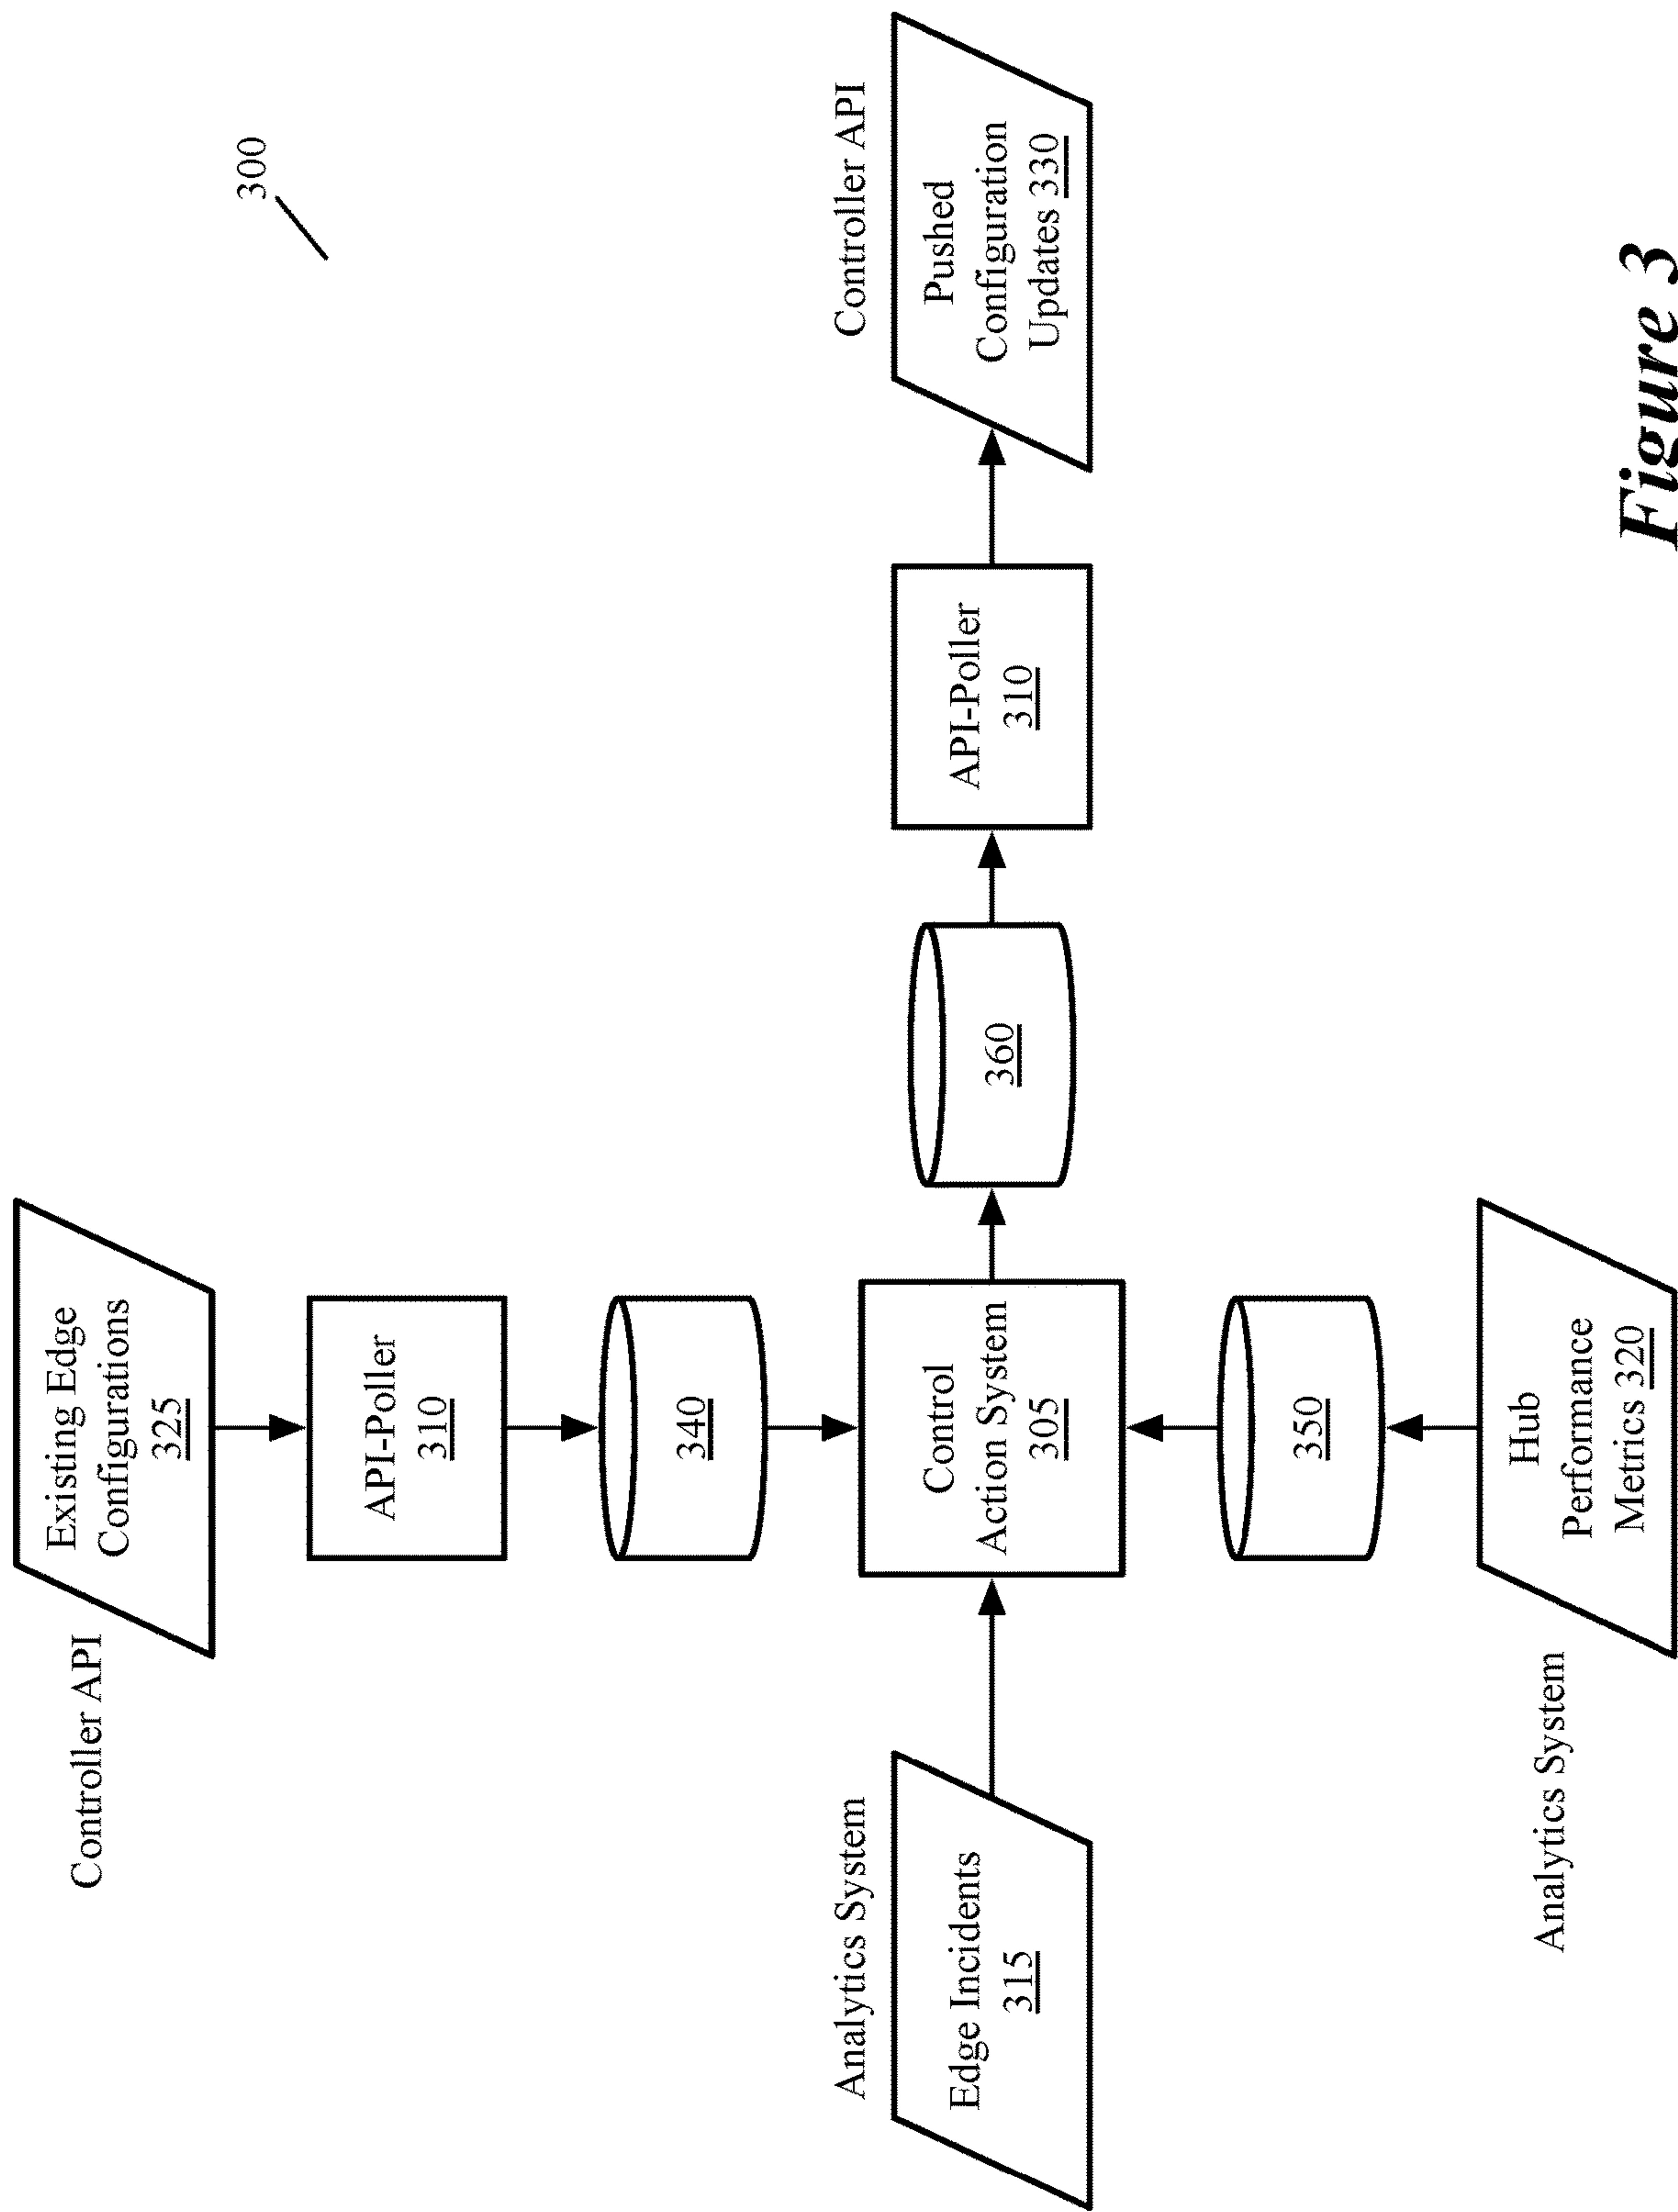 300
Controller API
Existing Edge
Configurations
325
API-Poller
310
340
Analytics System
Edge Incidents
315
Control
Action System
305
360
API-Poller
310
Controller API
Pushed
Configuration
Updates 330
350
Analytics System
Hub
Performance
Metrics 320
Figure 3